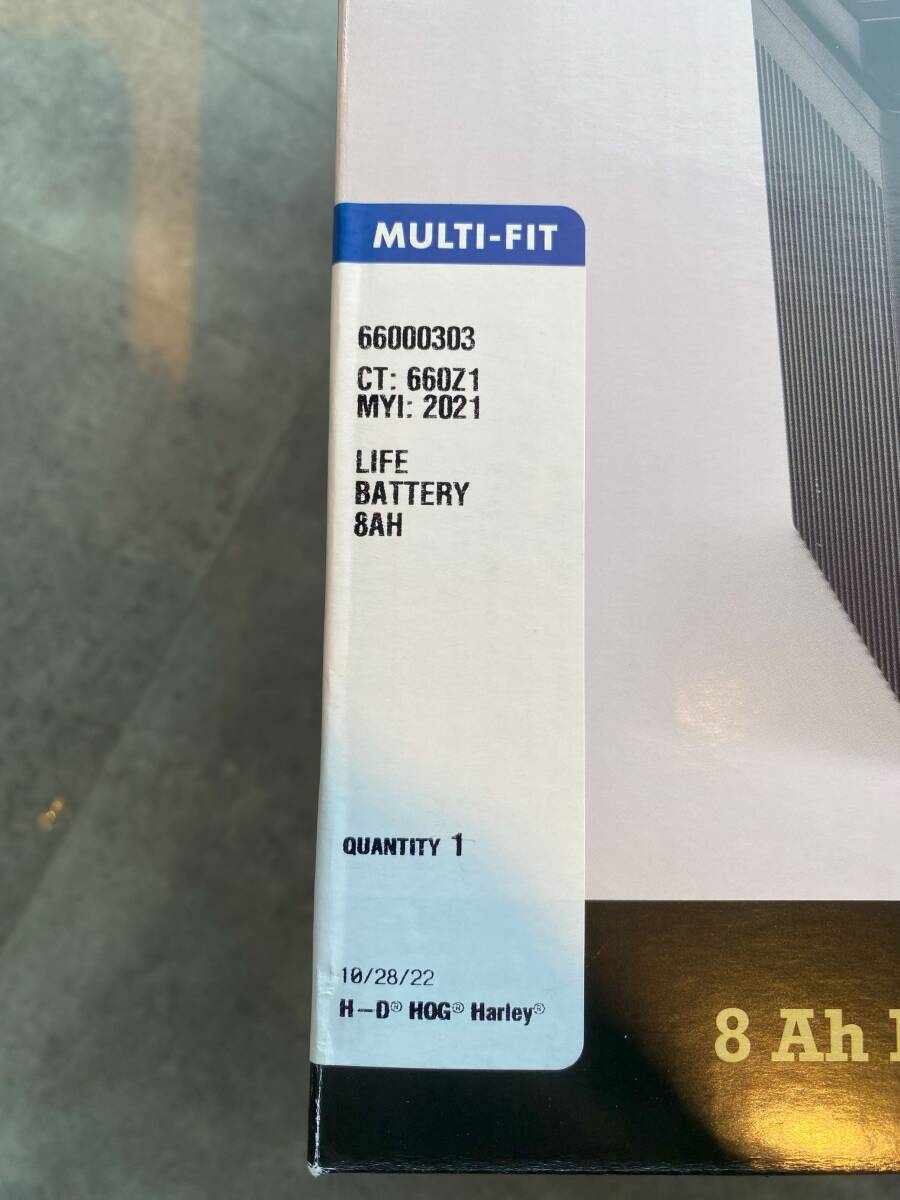 MULTI-FIT
66000303
CT: 660Z1
MYI: 2021
LIFE
BATTERY
8AH
QUANTITY 1
10/28/22
H-D® HOG® Harley®
8 Ah